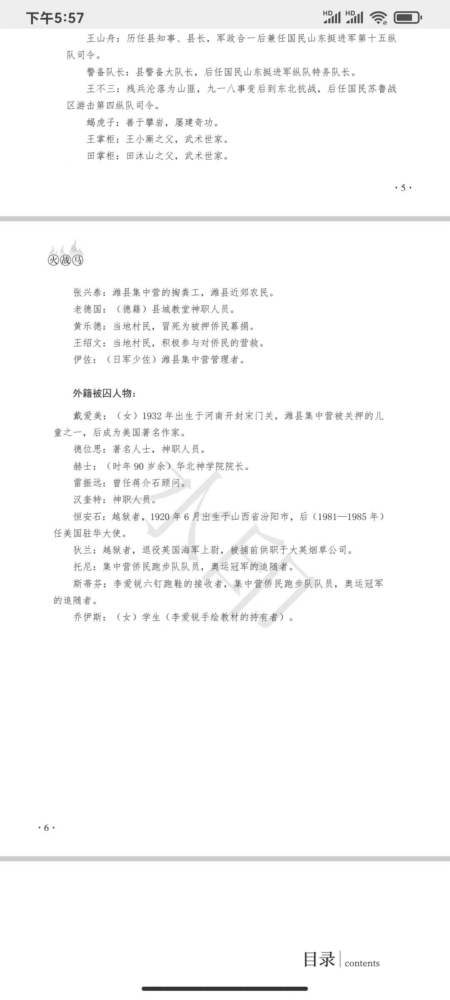 下午5:57
HD HD
王山舟：历任县知事、县长，军政合一后兼任国民山东挺进军第十五纵
队司令。
警备队长：县警备大队长，后任国民山东挺进军纵队特务队长。
王不三：残兵沦落为山匪，九一八事变后到东北抗战，后任国民苏鲁战
区游击第四纵队司令。
蝎虎子：善于攀岩，屡建奇功。
王掌柜：王小厮之父，武术世家。
田掌柜：田沐山之父，武术世家。
·5·
火战马
张兴泰：潍县集中营的掏粪工，潍县近郊农民。
老德国：（德籍）县城教堂神职人员。
黄乐德：当地村民，冒死为被押侨民募捐。
王绍文：当地村民，积极参与对侨民的营救。
伊佐：（日军少佐）潍县集中营管理者。
外籍被囚人物：
戴爱美：（女）1932 年出生于河南开封宋门关，潍县集中营被关押的儿
童之一，后成为美国著名作家。
德位思：著名人士，神职人员。
赫士：（时年 90 岁余）华北神学院院长。
雷振远：曾任蒋介石顾问。
汉奎特：神职人员。
恒安石：越狱者，1920 年 6 月出生于山西省汾阳市，后（1981—1985 年）
任美国驻华大使。
狄兰：越狱者，退役英国海军上尉，被捕前供职于大英烟草公司。
托尼：集中营侨民跑步队队员，奥运冠军的追随者。
斯蒂芬：李爱锐六钉跑鞋的接收者，集中营侨民跑步队队员，奥运冠军
的追随者。
乔伊斯：（女）学生（李爱锐手绘教材的持有者）。
水印
·6·
目录 contents